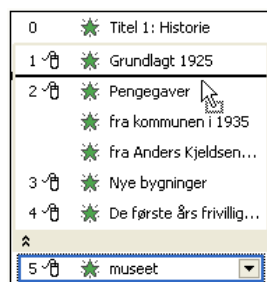 0 Titel 1: Historie
1 Grundlagt 1925
2 Pengegaver
fra kommunen i 1935
fra Anders Kjeldsen...
3 Nye bygninger
4 De første års frivillig...
5 museet